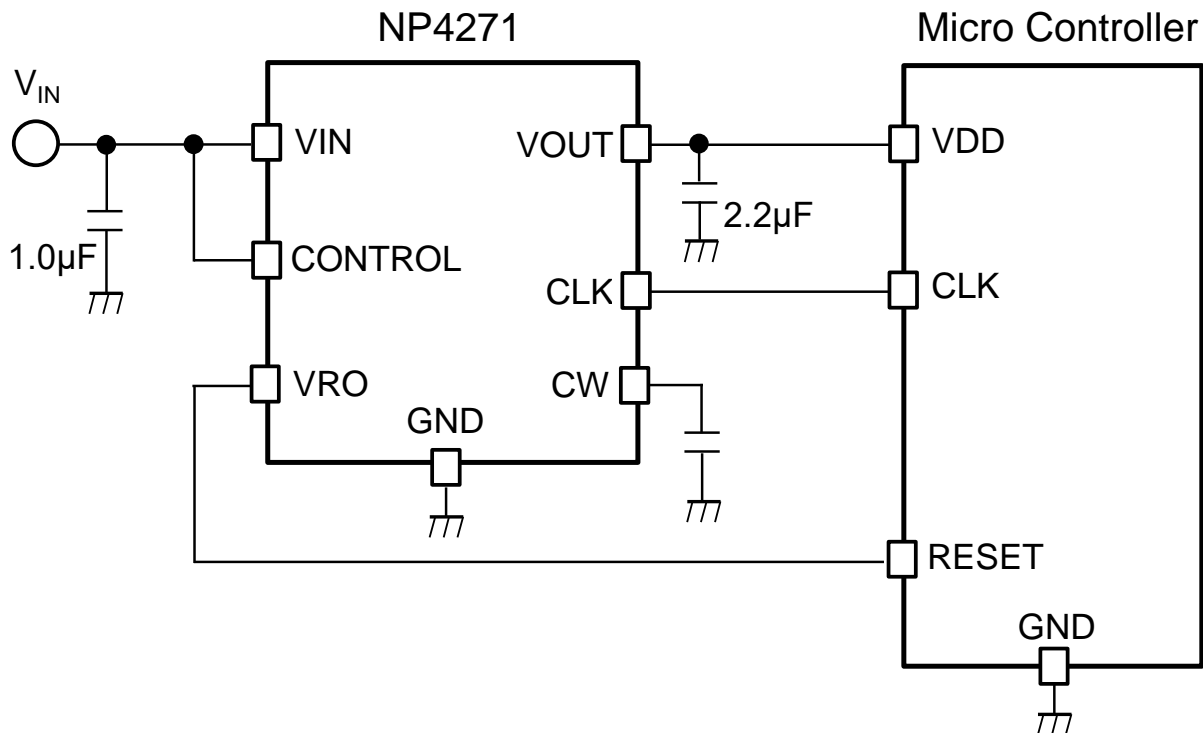 NP4271
Micro Controller
VIN
VIN
VOUT
VDD
1.0µF
2.2µF
CONTROL
CLK
CLK
VRO
CW
GND
RESET
GND